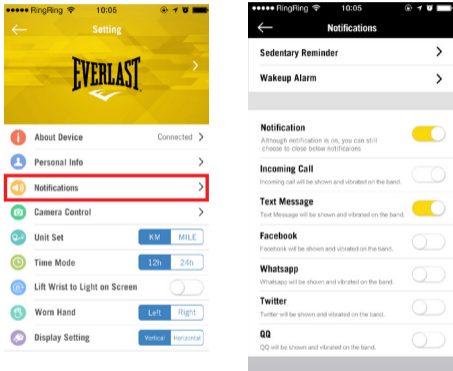 RingRing 10:05
Setting
EVERLAST
About Device Connected
Personal Info
Notifications
Camera Control
Unit Set KM MILE
Time Mode 12h 24h
Lift Wrist to Light on Screen
Worn Hand Left Right
Display Setting Vertical Horizontal
RingRing 10:05
Notifications
Sedentary Reminder
Wakeup Alarm
Notification
Although notification is on, you can still
choose to close below notifications
Incoming Call
Incoming call will be shown and vibrated on the band.
Text Message
Text Message will be shown and vibrated on the band.
Facebook
Facebook will be shown and vibrated on the band.
Whatsapp
Whatsapp will be shown and vibrated on the band.
Twitter
Twitter will be shown and vibrated on the band.
QQ
QQ will be shown and vibrated on the band.